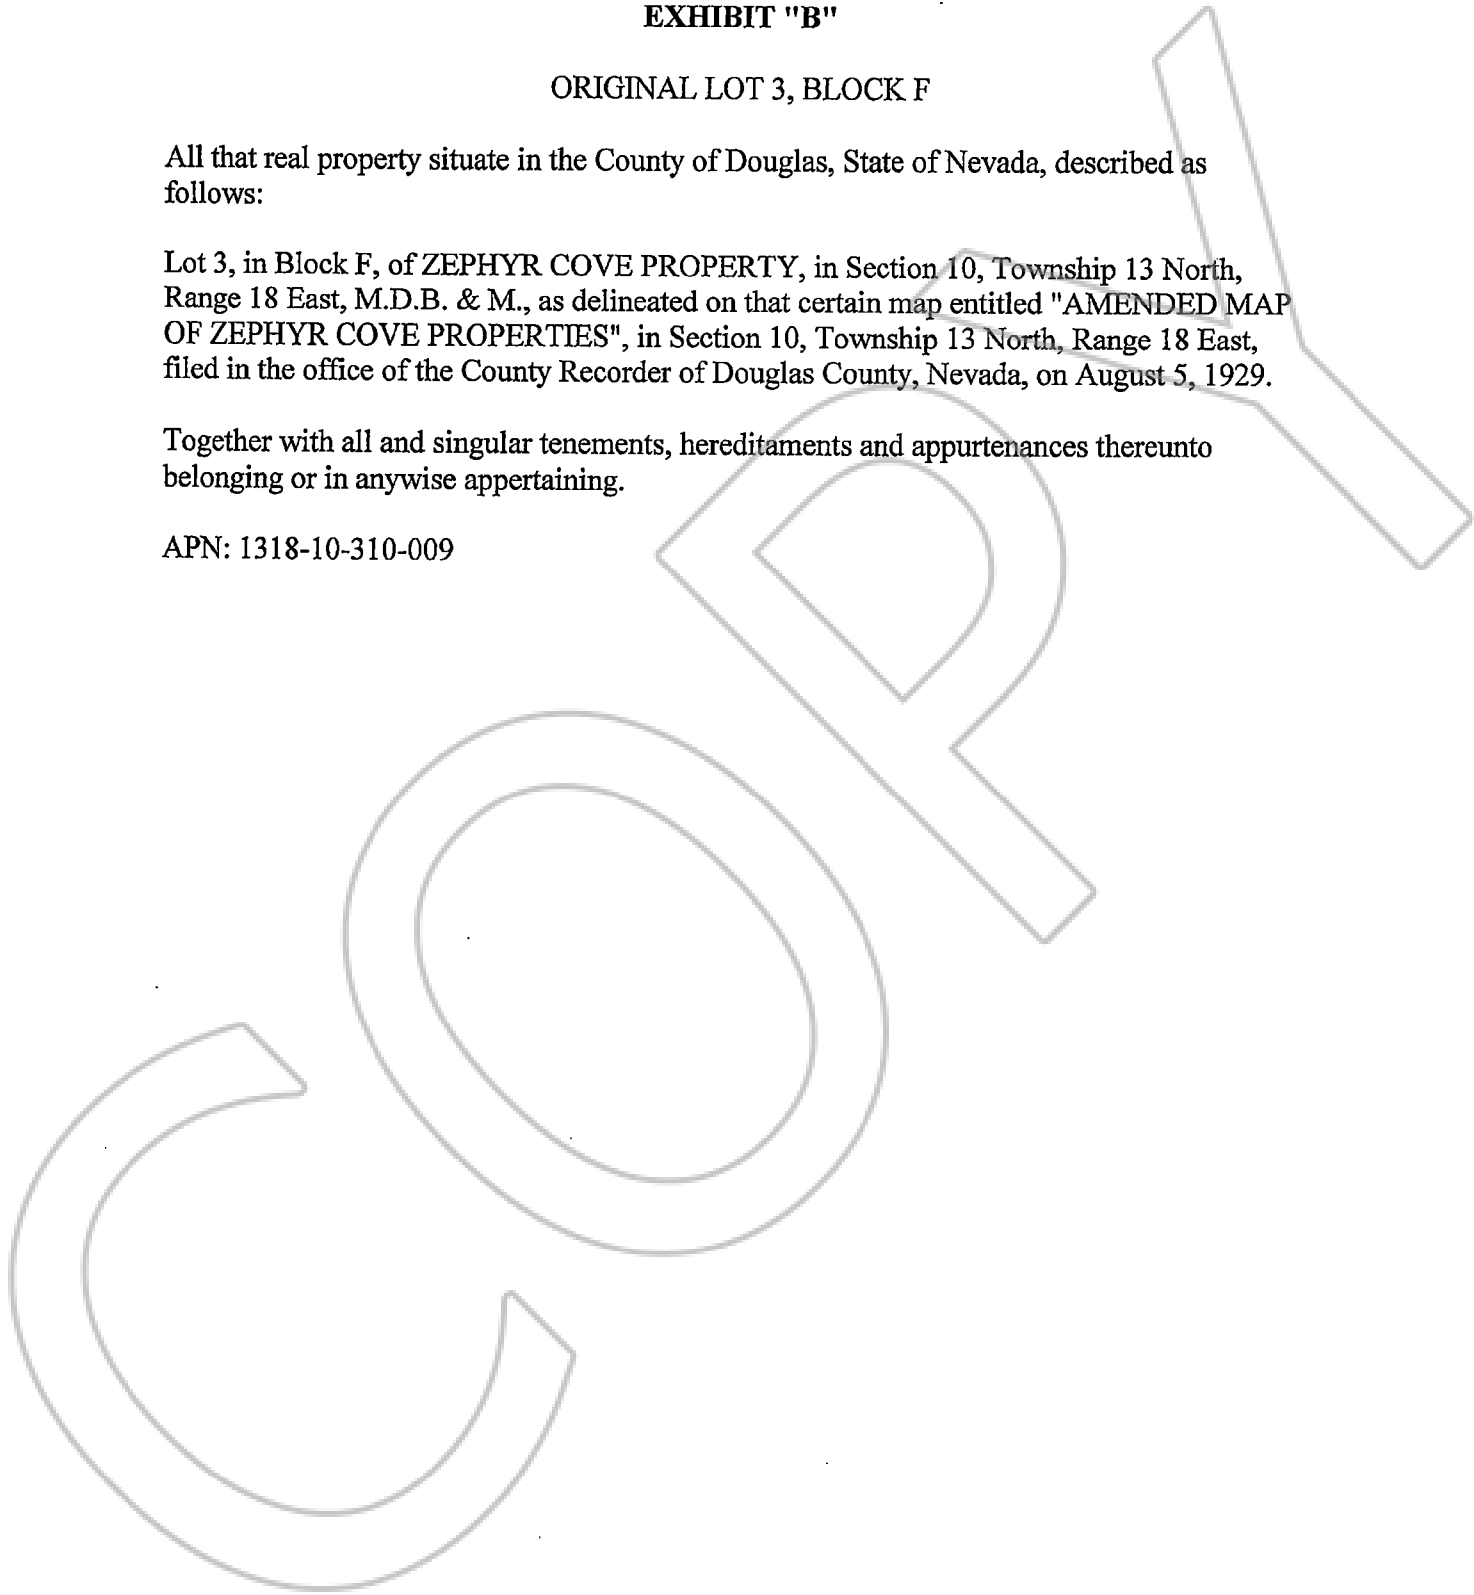 EXHIBIT "B"
ORIGINAL LOT 3, BLOCK F
All that real property situate in the County of Douglas, State of Nevada, described as
follows:
Lot 3, in Block F, of ZEPHYR COVE PROPERTY, in Section 10, Township 13 North,
Range 18 East, M.D.B. & M., as delineated on that certain map entitled "AMENDED MAP
OF ZEPHYR COVE PROPERTIES", in Section 10, Township 13 North, Range 18 East,
filed in the office of the County Recorder of Douglas County, Nevada, on August 5, 1929.
Together with all and singular tenements, hereditaments and appurtenances thereunto
belonging or in anywise appertaining.
APN: 1318-10-310-009
COPY